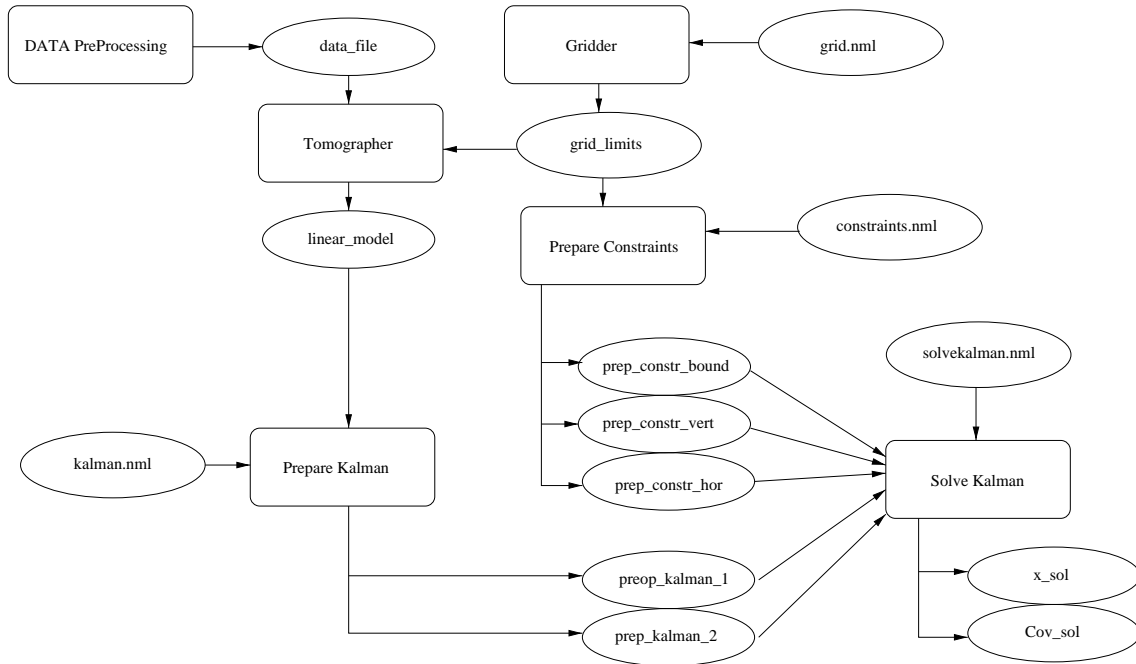 DATA PreProcessing
data_file
Gridder
grid.nml
Tomographer
grid_limits
linear_model
Prepare Constraints
constraints.nml
prep_constr_bound
solvekalman.nml
prep_constr_vert
kalman.nml
Prepare Kalman
prep_constr_hor
Solve Kalman
preop_kalman_1
x_sol
prep_kalman_2
Cov_sol